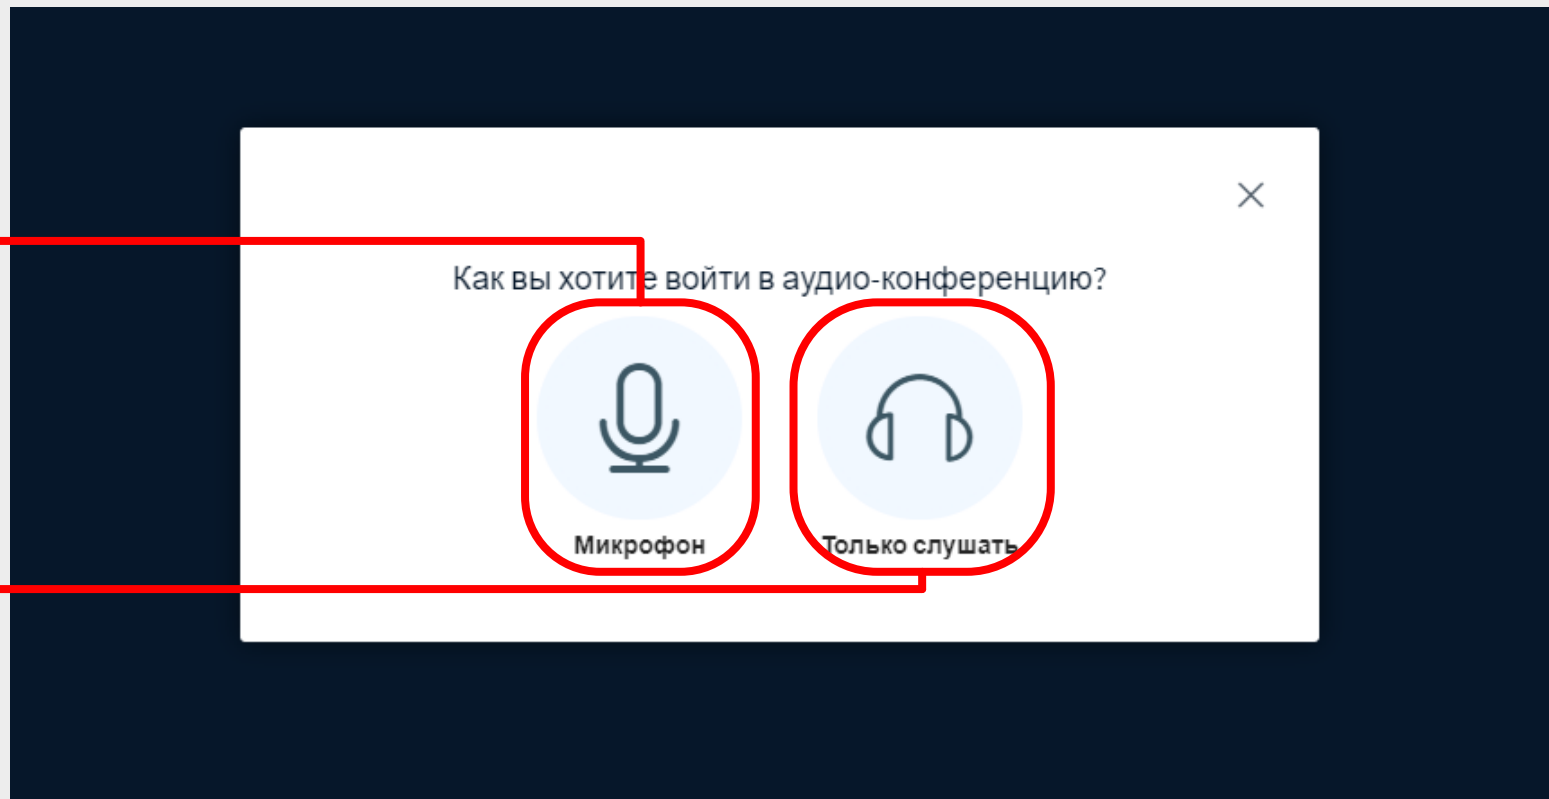 Как вы хотите войти в аудио-конференцию?
Микрофон
Только слушать